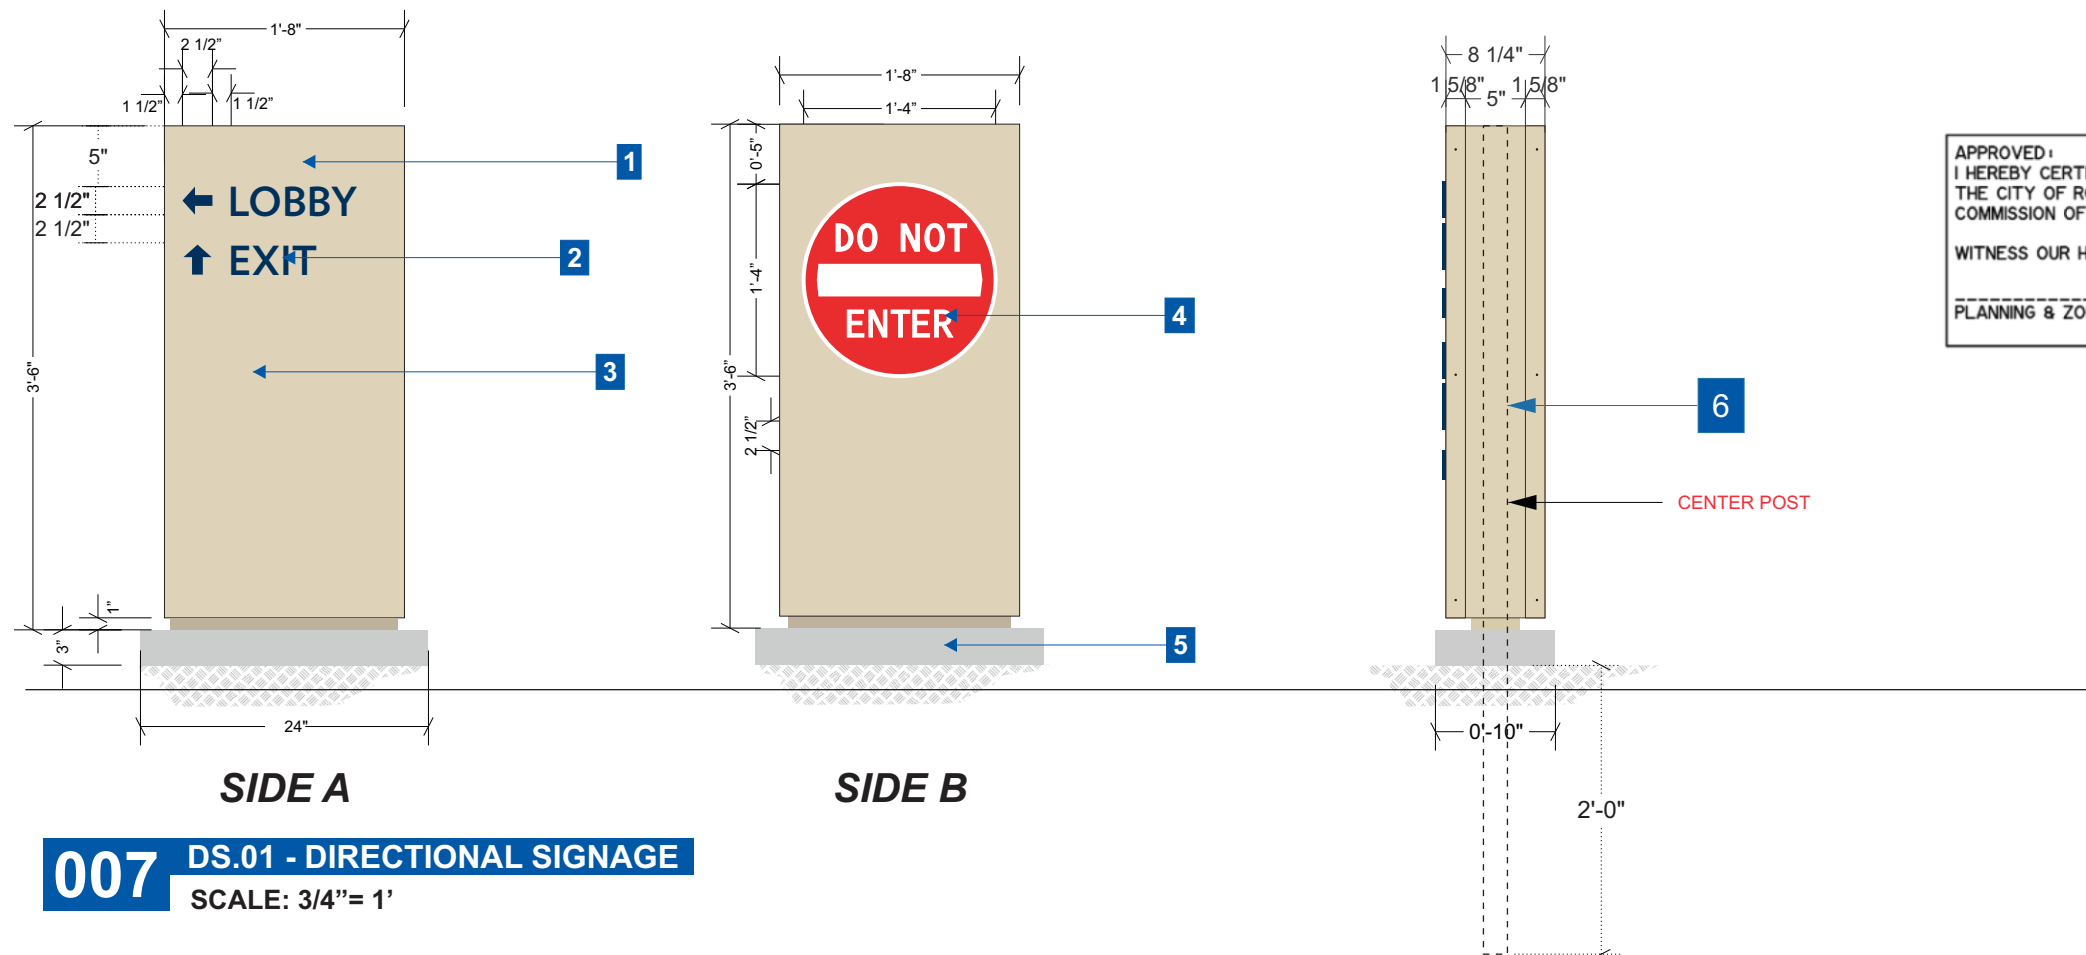 1'-8"
2 1/2"
1 1/2"
1 1/2"
5"
2 1/2"
2 1/2"
3'-6"
1"
3"
24"
← LOBBY
↑ EXIT
1
2
3
SIDE A
1'-8"
1'-4"
0'-5"
1'-4"
3'-6"
2 1/2"
DO NOT
ENTER
4
5
SIDE B
8 1/4"
1 5/8"
5"
1 5/8"
6
CENTER POST
0'-10"
2'-0"
APPROVED:
I HEREBY CERT
THE CITY OF R
COMMISSION OF
WITNESS OUR H
PLANNING & ZO
007
DS.01 - DIRECTIONAL SIGNAGE
SCALE: 3/4”= 1’